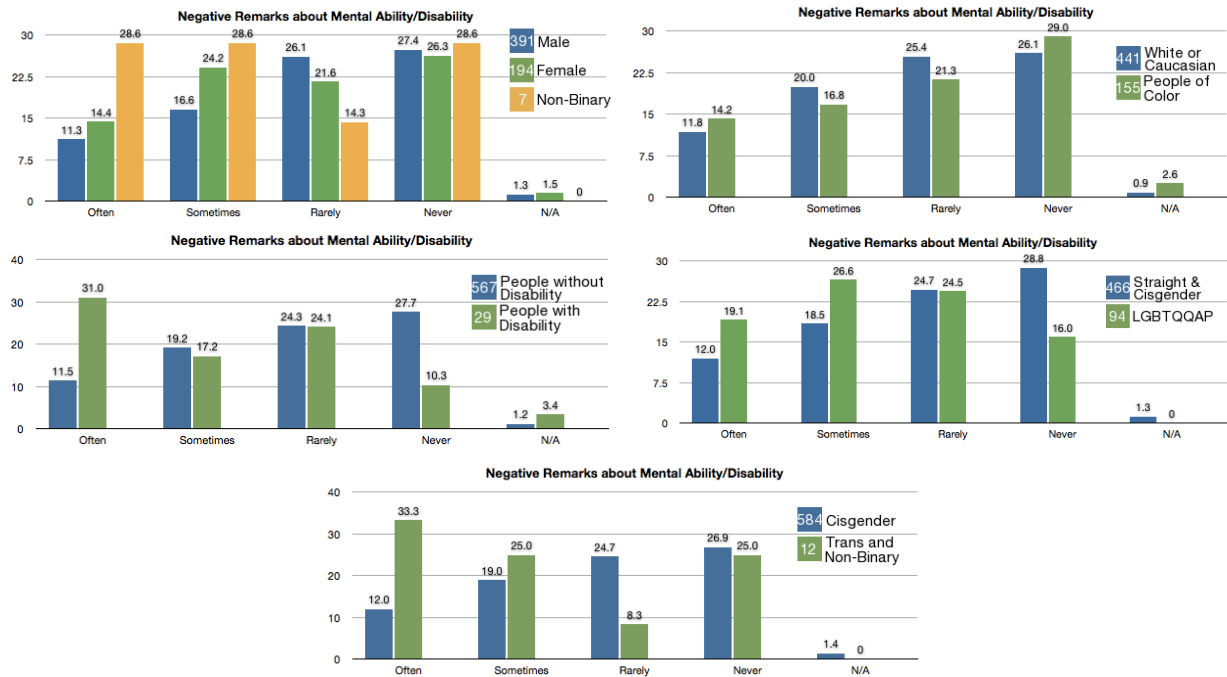 Negative Remarks about Mental Ability/Disability
30
22.5
15
7.5
0
11.3 14.4 28.6
16.6 24.2 28.6
26.1 21.6 14.3
27.4 26.3 28.6
1.3 1.5 0
Often Sometimes Rarely Never N/A
391 Male
194 Female
7 Non-Binary
Negative Remarks about Mental Ability/Disability
30
22.5
15
7.5
0
11.8 14.2
20.0 16.8
25.4 21.3
26.1 29.0
0.9 2.6
Often Sometimes Rarely Never N/A
441 White or
Caucasian
155 People of
Color
Negative Remarks about Mental Ability/Disability
40
30
20
10
0
11.5 31.0
19.2 17.2
24.3 24.1
27.7 10.3
1.2 3.4
Often Sometimes Rarely Never N/A
567 People without
Disability
29 People with
Disability
Negative Remarks about Mental Ability/Disability
30
22.5
15
7.5
0
12.0 19.1
18.5 26.6
24.7 24.5
28.8 16.0
1.3 0
Often Sometimes Rarely Never N/A
466 Straight &
Cisgender
94 LGBTQQAP
Negative Remarks about Mental Ability/Disability
40
30
20
10
0
12.0 33.3
19.0 25.0
24.7 8.3
26.9 25.0
1.4 0
Often Sometimes Rarely Never N/A
584 Cisgender
12 Trans and
Non-Binary